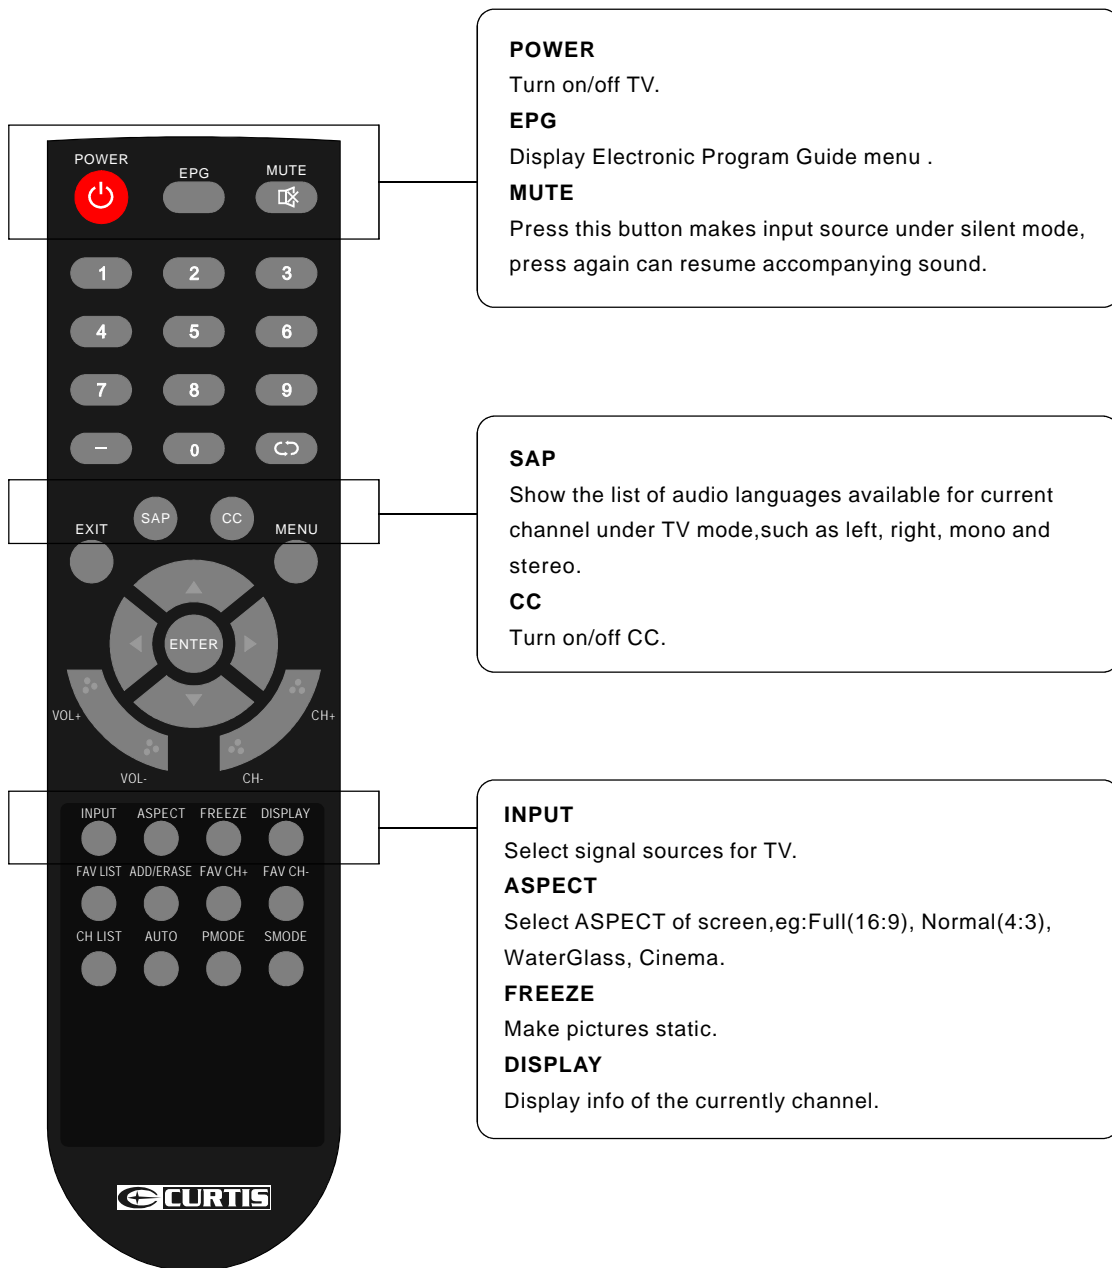 POWER
EPG
MUTE
1 2 3
4 5 6
7 8 9
– 0
EXIT
SAP
CC
MENU
ENTER
VOL+
CH+
VOL-
CH-
INPUT ASPECT FREEZE DISPLAY
FAV LIST ADD/ERASE FAV CH+ FAV CH-
CH LIST AUTO PMODE SMODE
CURTIS
POWER
Turn on/off TV.
EPG
Display Electronic Program Guide menu .
MUTE
Press this button makes input source under silent mode,
press again can resume accompanying sound.
SAP
Show the list of audio languages available for current
channel under TV mode,such as left, right, mono and
stereo.
CC
Turn on/off CC.
INPUT
Select signal sources for TV.
ASPECT
Select ASPECT of screen,eg:Full(16:9), Normal(4:3),
WaterGlass, Cinema.
FREEZE
Make pictures static.
DISPLAY
Display info of the currently channel.